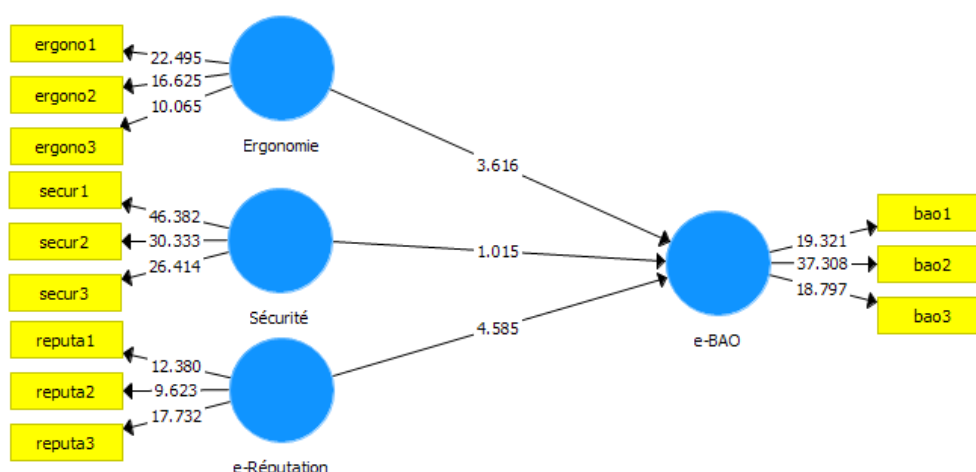 ergono1
22.495
ergono2
16.625
10.065
ergono3
Ergonomie
3.616
secur1
46.382
secur2
30.333
26.414
secur3
Sécurité
1.015
bao1
19.321
bao2
37.308
18.797
bao3
e-BAO
reputa1
12.380
reputa2
9.623
17.732
reputa3
4.585
e-Réputation